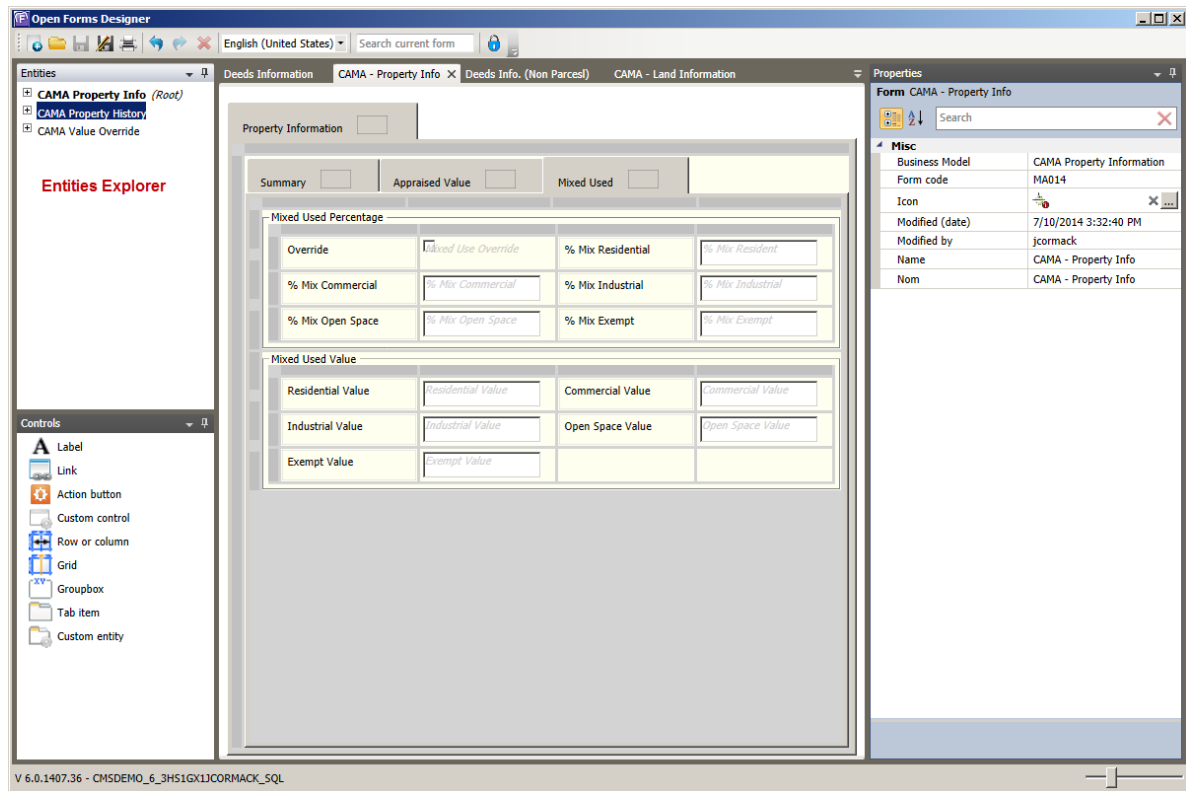 Open Forms Designer
English (United States) Search current form
Entities
CAMA Property Info (Root)
CAMA Property History
CAMA Value Override
Entities Explorer
Controls
A Label
Link
Action button
Custom control
Row or column
Grid
XY Groupbox
Tab item
Custom entity
Deeds Information CAMA - Property Info Deeds Info. (Non Parcesl) CAMA - Land Information
Property Information
Summary Appraised Value Mixed Used
Mixed Used Percentage
Override Mixed Use Override % Mix Residential % Mix Resident
% Mix Commercial % Mix Commercial % Mix Industrial % Mix Industrial
% Mix Open Space % Mix Open Space % Mix Exempt % Mix Exempt
Mixed Used Value
Residential Value Residential Value Commercial Value Commercial Value
Industrial Value Industrial Value Open Space Value Open Space Value
Exempt Value Exempt Value
Properties
Form CAMA - Property Info
Search
Misc
Business Model CAMA Property Information
Form code MA014
Icon ...
Modified (date) 7/10/2014 3:32:40 PM
Modified by jcormack
Name CAMA - Property Info
Nom CAMA - Property Info
V 6.0.1407.36 - CMSDEMO_6_3HS1GX1JCORMACK_SQL